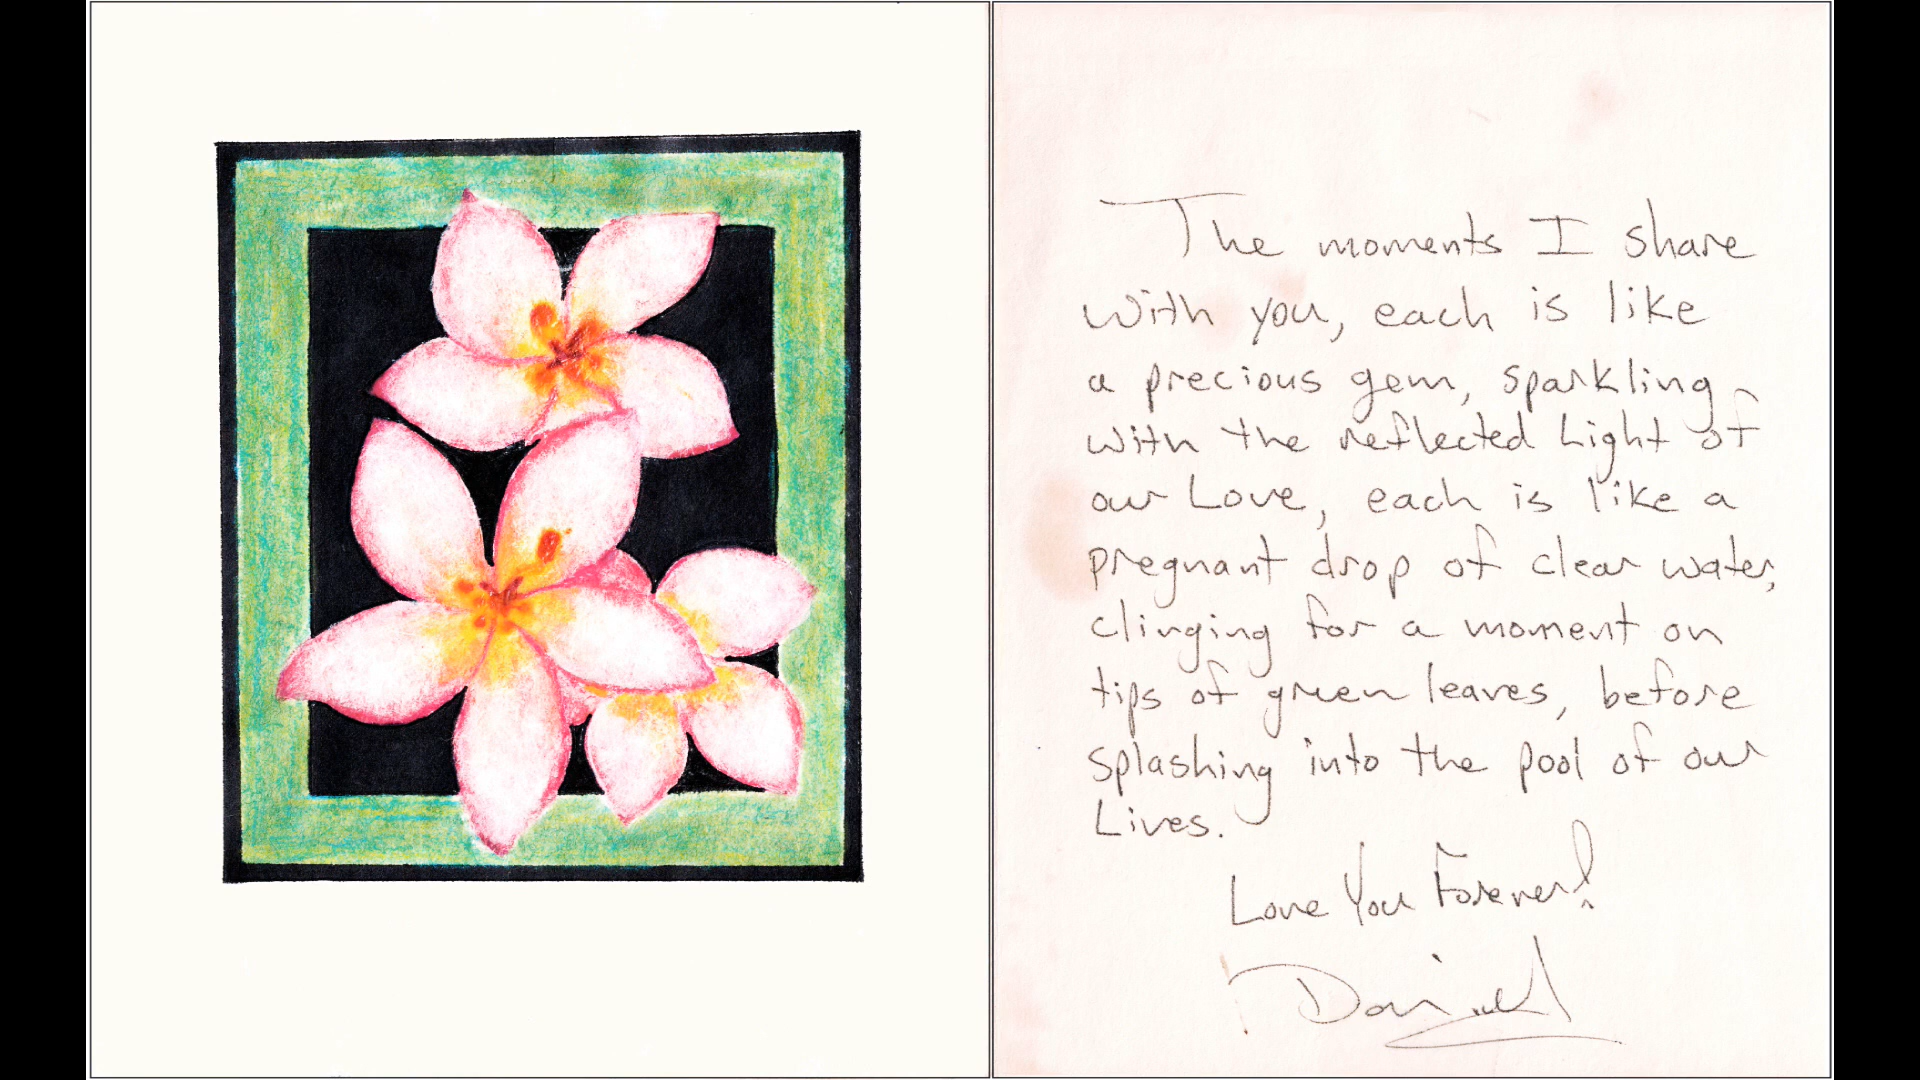 The moments I share
with you, each is like
a precious gem, sparkling
with the reflected Light of
our Love, each is like a
pregnant drop of clear water,
clinging for a moment on
tips of green leaves, before
splashing into the pool of our
Lives.
Love You Forever!
Daniel